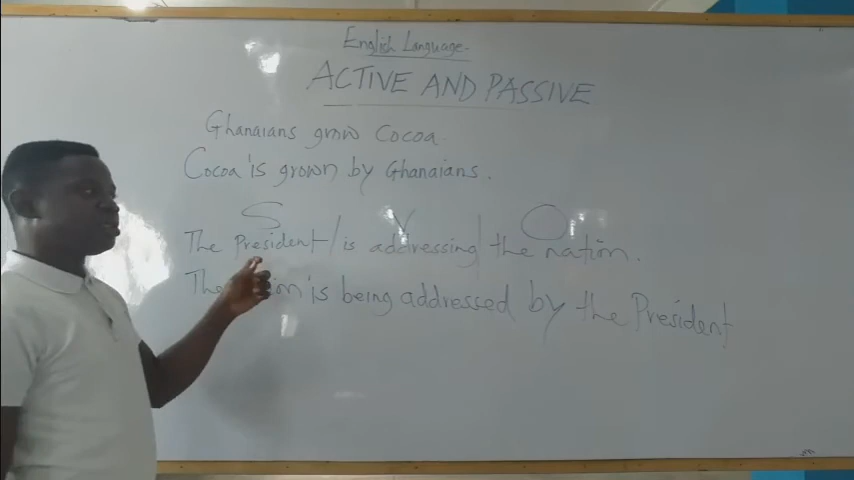 English Language.
ACTIVE AND PASSIVE
Ghanaians grow Cocoa.
Cocoa is grown by Ghanaians.
S V O
The President / is addressing | the nation.
The ion is being addressed by the President